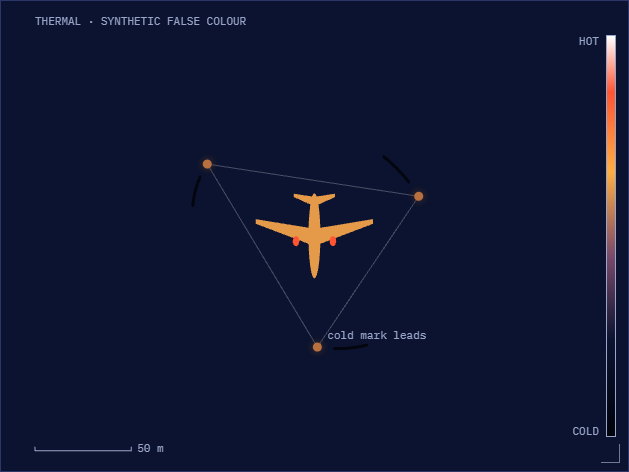 THERMAL · SYNTHETIC FALSE COLOUR
HOT
cold mark leads
COLD
50 m